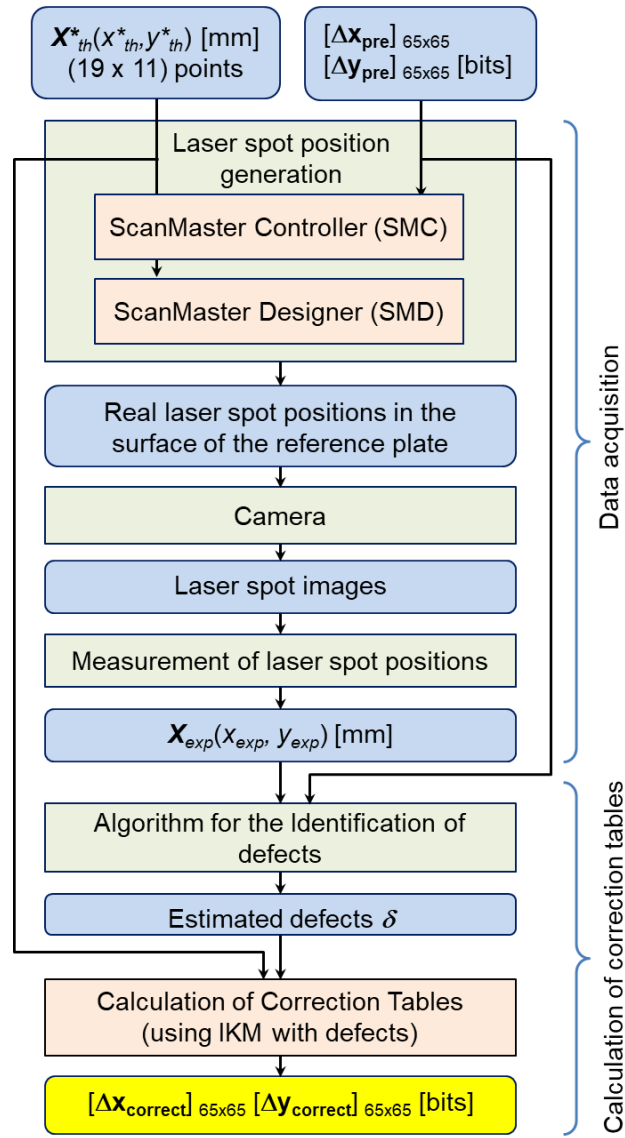 X*th(x*th,y*th) [mm]
(19 x 11) points
[Δxpre] 65x65
[Δypre] 65x65 [bits]
Laser spot position
generation
ScanMaster Controller (SMC)
ScanMaster Designer (SMD)
Real laser spot positions in the
surface of the reference plate
Camera
Laser spot images
Measurement of laser spot positions
Xexp(xexp, yexp) [mm]
Data acquisition
Algorithm for the Identification of
defects
Estimated defects δ
Calculation of Correction Tables
(using IKM with defects)
[Δxcorrect] 65x65 [Δycorrect] 65x65 [bits]
Calculation of correction tables